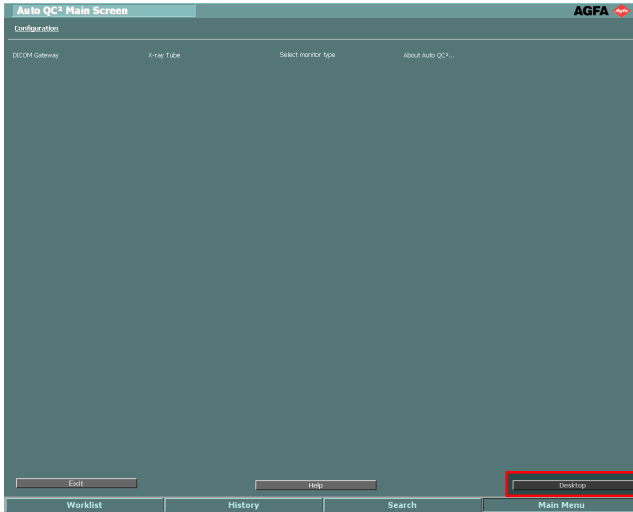 Auto QC² Main Screen
AGFA Agfa
Configuration
DICOM Gateway X-ray Tube Select monitor type About Auto QC²...
Exit Help Desktop
Worklist History Search Main Menu